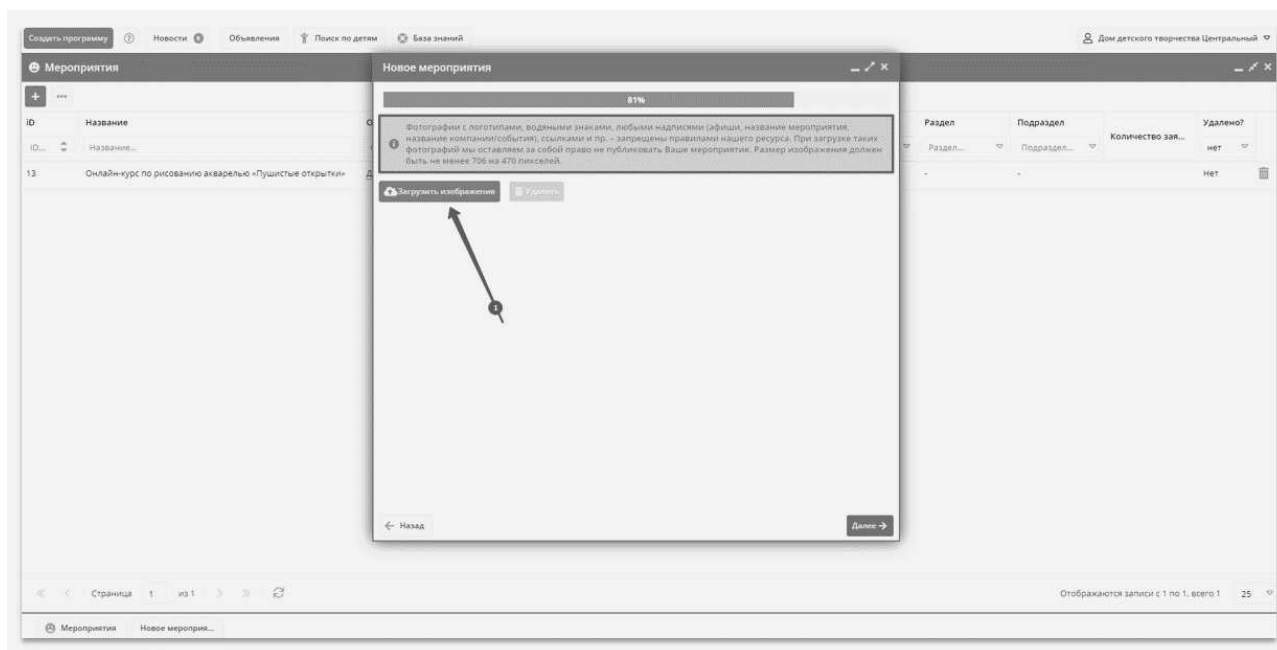 Создать программу ? Новости 0 Объявления Поиск по детям База знаний Дом детского творчества Центральный
Мероприятия
Новое мероприятия
81%
Фотографии с логотипами, водяными знаками, любыми надписями (афиши, название мероприятия,
название компании/события), ссылками и пр. – запрещены правилами нашего ресурса. При загрузке таких
фотографий мы оставляем за собой право не публиковать Ваше мероприятие. Размер изображения должен
быть не менее 706 на 470 пикселей.
Загрузить изображения Удалить
1
← Назад Далее →
ID Название О Раздел Подраздел Количество зая... Удалено?
ID... Название... Раздел... Подраздел... нет
13 Онлайн-курс по рисованию акварелью «Пушистые открытки» Д - - Нет
Страница 1 из 1 Отображаются записи с 1 по 1, всего 1 25
Мероприятия Новое мероприя...